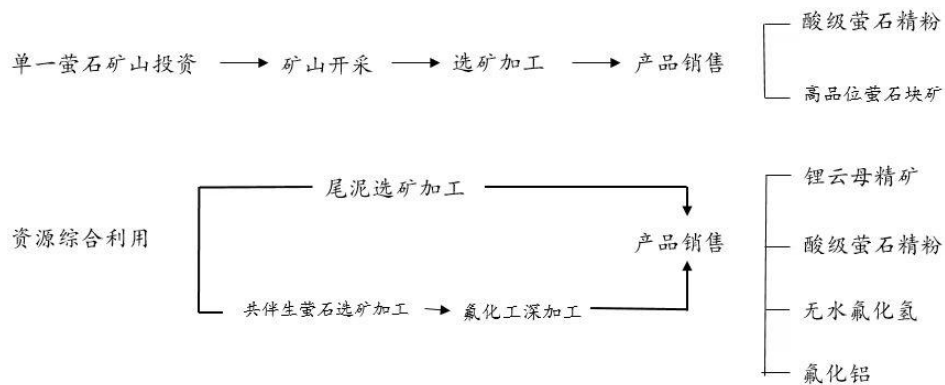 酸级萤石精粉
单一萤石矿山投资 矿山开采 选矿加工 产品销售
高品位萤石块矿
锂云母精矿
尾泥选矿加工
资源综合利用 产品销售 酸级萤石精粉
共伴生萤石选矿加工 氟化工深加工 无水氟化氢
氟化铝